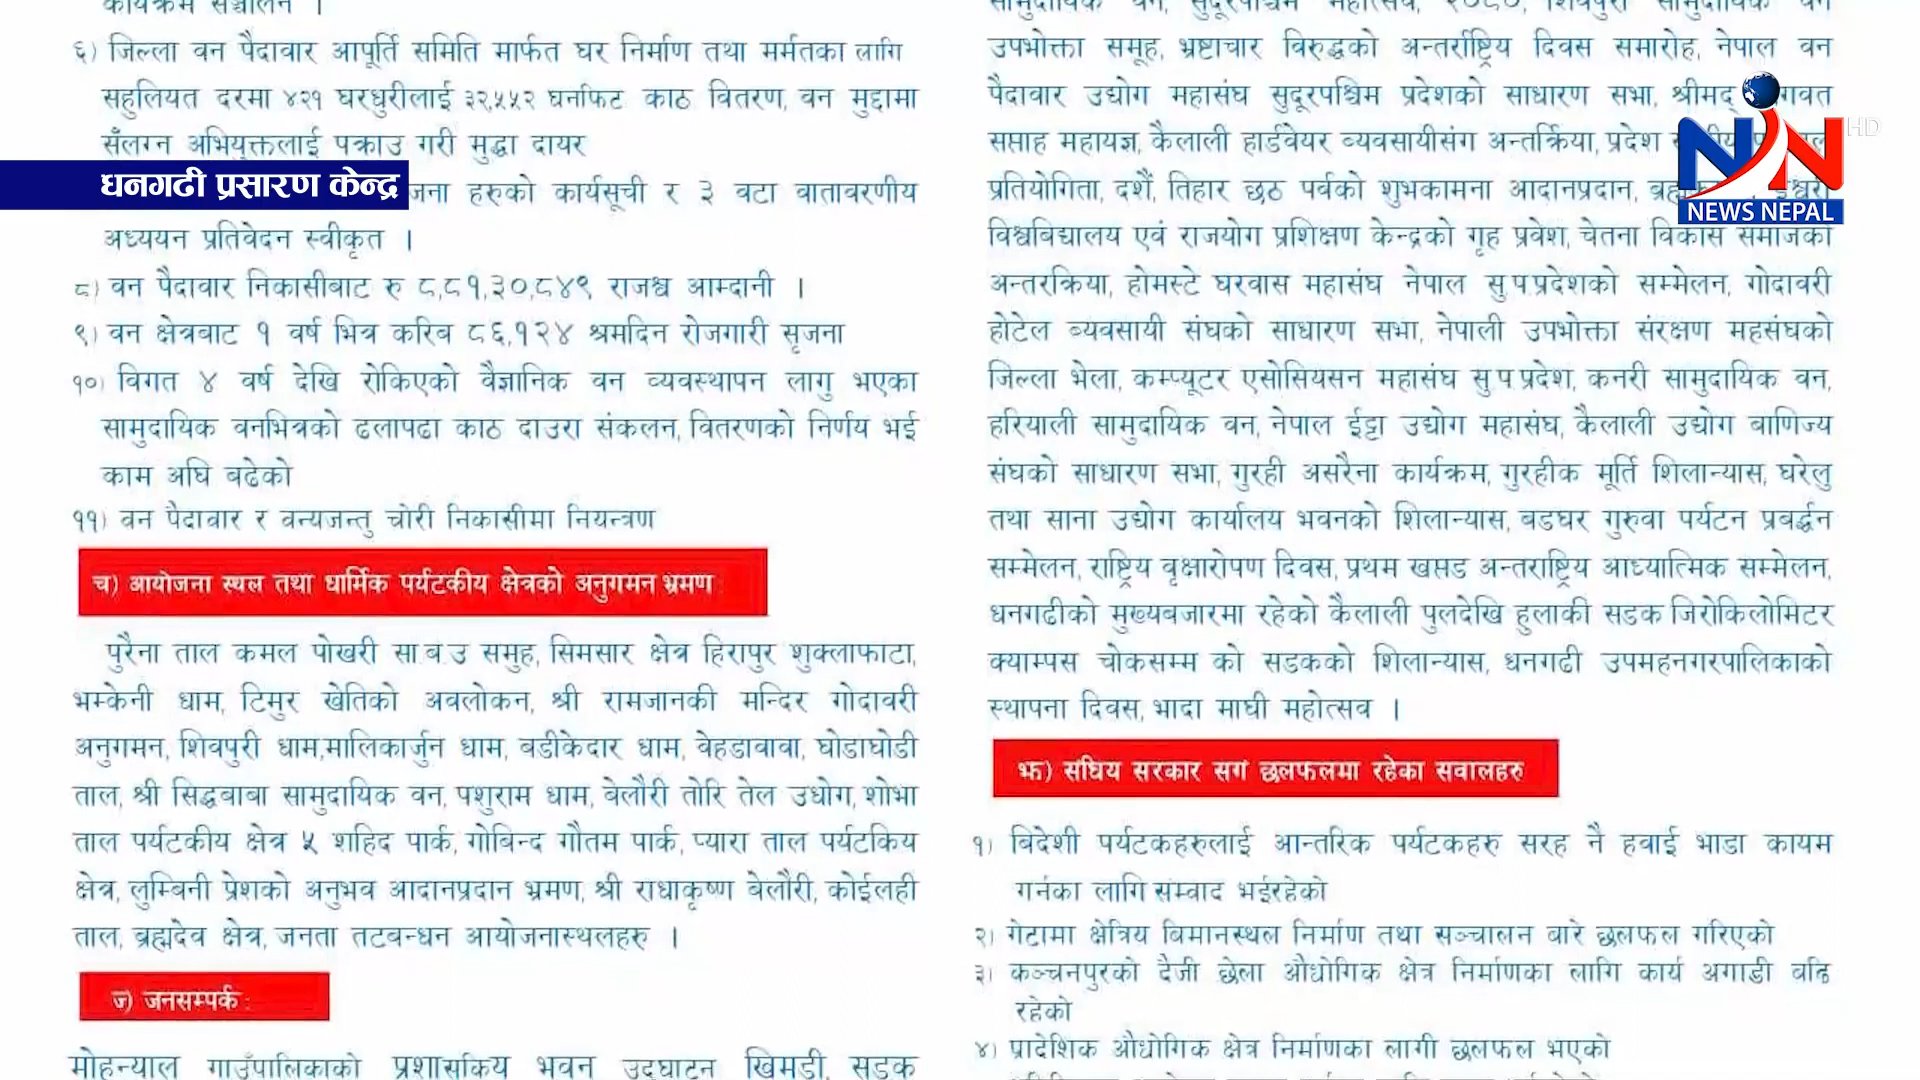 कार्यक्रम सञ्चालन ।
६) जिल्ला वन पैदावार आपूर्ति समिति मार्फत घर निर्माण तथा मर्मतका लागि
सहुलियत दरमा ४२१ घरधुरीलाई ३२,५५२ घनफिट काठ वितरण, वन मुद्दामा
सँलग्न अभियुक्तलाई पक्राउ गरी मुद्धा दायर
धनगढी प्रसारण केन्द्र
जना हरुको कार्यसूची र ३ वटा वातावरणीय
अध्ययन प्रतिवेदन स्वीकृत ।
८) वन पैदावार निकासीबाट रु ८,८१,३०,८४९ राजश्व आम्दानी ।
९) वन क्षेत्रबाट १ वर्ष भित्र करिब ८६,१२४ श्रमदिन रोजगारी सृजना
१०) विगत ४ वर्ष देखि रोकिएको वैज्ञानिक वन व्यवस्थापन लागु भएका
सामुदायिक वनभित्रको ढलापढा काठ दाउरा संकलन, वितरणको निर्णय भई
काम अघि बढेको
११) वन पैदावार र वन्यजन्तु चोरी निकासीमा नियन्त्रण
च) आयोजना स्थल तथा धार्मिक पर्यटकीय क्षेत्रको अनुगमन भ्रमण
पुरैना ताल कमल पोखरी सा.ब.उ समुह, सिमसार क्षेत्र हिरापुर शुक्लाफाटा,
भम्केनी धाम, टिमुर खेतिको अवलोकन, श्री रामजानकी मन्दिर गोदावरी
अनुगमन, शिवपुरी धाम,मालिकार्जुन धाम, बडीकेदार धाम, वेहडावावा, घोडाघोडी
ताल, श्री सिद्धबाबा सामुदायिक वन, पशुराम धाम, बेलौरी तोरि तेल उधोग, शोभा
ताल पर्यटकीय क्षेत्र ५ शहिद पार्क, गोबिन्द गौतम पार्क, प्यारा ताल पर्यटकिय
क्षेत्र, लुम्बिनी प्रेशको अनुभव आदानप्रदान भ्रमण, श्री राधाकृष्ण बेलौरी, कोईलही
ताल, ब्रह्मदेव क्षेत्र, जनता तटबन्धन आयोजनास्थलहरु ।
ज) जनसम्पर्क :
मोहन्याल गाउँपालिकाको प्रशासकिय भवन उदघाटन खिमडी, सडक
सामुदायिक वन, सुदूरपश्चिम महोत्सव, २०८०, शिवपुरी सामुदायिक वन
उपभोक्ता समूह, भ्रष्टाचार विरुद्धको अन्तर्राष्ट्रिय दिवस समारोह, नेपाल वन
पैदावार उद्योग महासंघ सुदूरपश्चिम प्रदेशको साधारण सभा, श्रीमद् गवत
सप्ताह महायज्ञ, कैलाली हार्डवेयर व्यवसायीसंग अन्तर्क्रिया, प्रदेश
प्रतियोगिता, दशैं, तिहार छठ पर्वको शुभकामना आदानप्रदान,
विश्वबिद्यालय एवं राजयोग प्रशिक्षण केन्द्रको गृह प्रवेश, चेतना विकास समाजको
अन्तरक्रिया, होमस्टे घरवास महासंघ नेपाल सु.प.प्रदेशको सम्मेलन, गोदावरी
होटेल व्यवसायी संघको साधारण सभा, नेपाली उपभोक्ता संरक्षण महसंघको
जिल्ला भेला, कम्प्यूटर एसोसियसन महासंघ सु.प.प्रदेश, कनरी सामुदायिक वन,
हरियाली सामुदायिक वन, नेपाल ईट्टा उद्योग महासंघ, कैलाली उद्योग बाणिज्य
संघको साधारण सभा, गुरही असरैना कार्यक्रम, गुरहीक मूर्ति शिलान्यास, घरेलु
तथा साना उद्योग कार्यालय भवनको शिलान्यास, बडघर गुरुवा पर्यटन प्रबर्द्धन
सम्मेलन, राष्ट्रिय वृक्षारोपण दिवस, प्रथम खप्तड अन्तराष्ट्रिय आध्यात्मिक सम्मेलन,
धनगढीको मुख्यबजारमा रहेको कैलाली पुलदेखि हुलाकी सडक जिरोकिलोमिटर
क्याम्पस चोकसम्म को सडकको शिलान्यास, धनगढी उपमहनगरपालिकाको
स्थापना दिवस, भादा माघी महोत्सव ।
झ) संघिय सरकार सगं छलफलमा रहेका सवालहरु
१) बिदेशी पर्यटकहरुलाई आन्तरिक पर्यटकहरु सरह नै हवाई भाडा कायम
गर्नका लागि सम्वाद भईरहेको
२) गेटामा क्षेत्रिय बिमानस्थल निर्माण तथा सञ्चालन बारे छलफल गरिएको
३) कञ्चनपुरको दैजी छेला औधोगिक क्षेत्र निर्माणका लागि कार्य अगाडी वढि
रहेको
४) प्रादेशिक औधोगिक क्षेत्र निर्माणका लागी छलफल भएको
HD
NEWS NEPAL